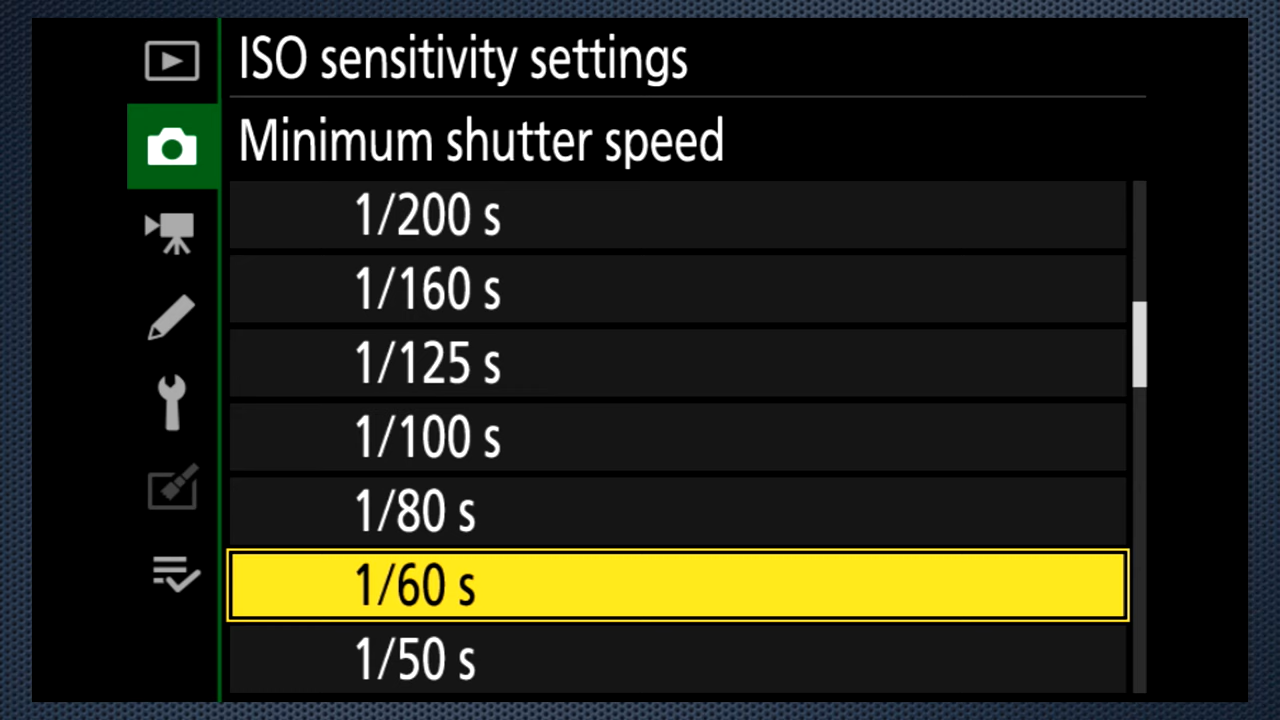 ISO sensitivity settings
Minimum shutter speed
1/200 s
1/160 s
1/125 s
1/100 s
1/80 s
1/60 s
1/50 s